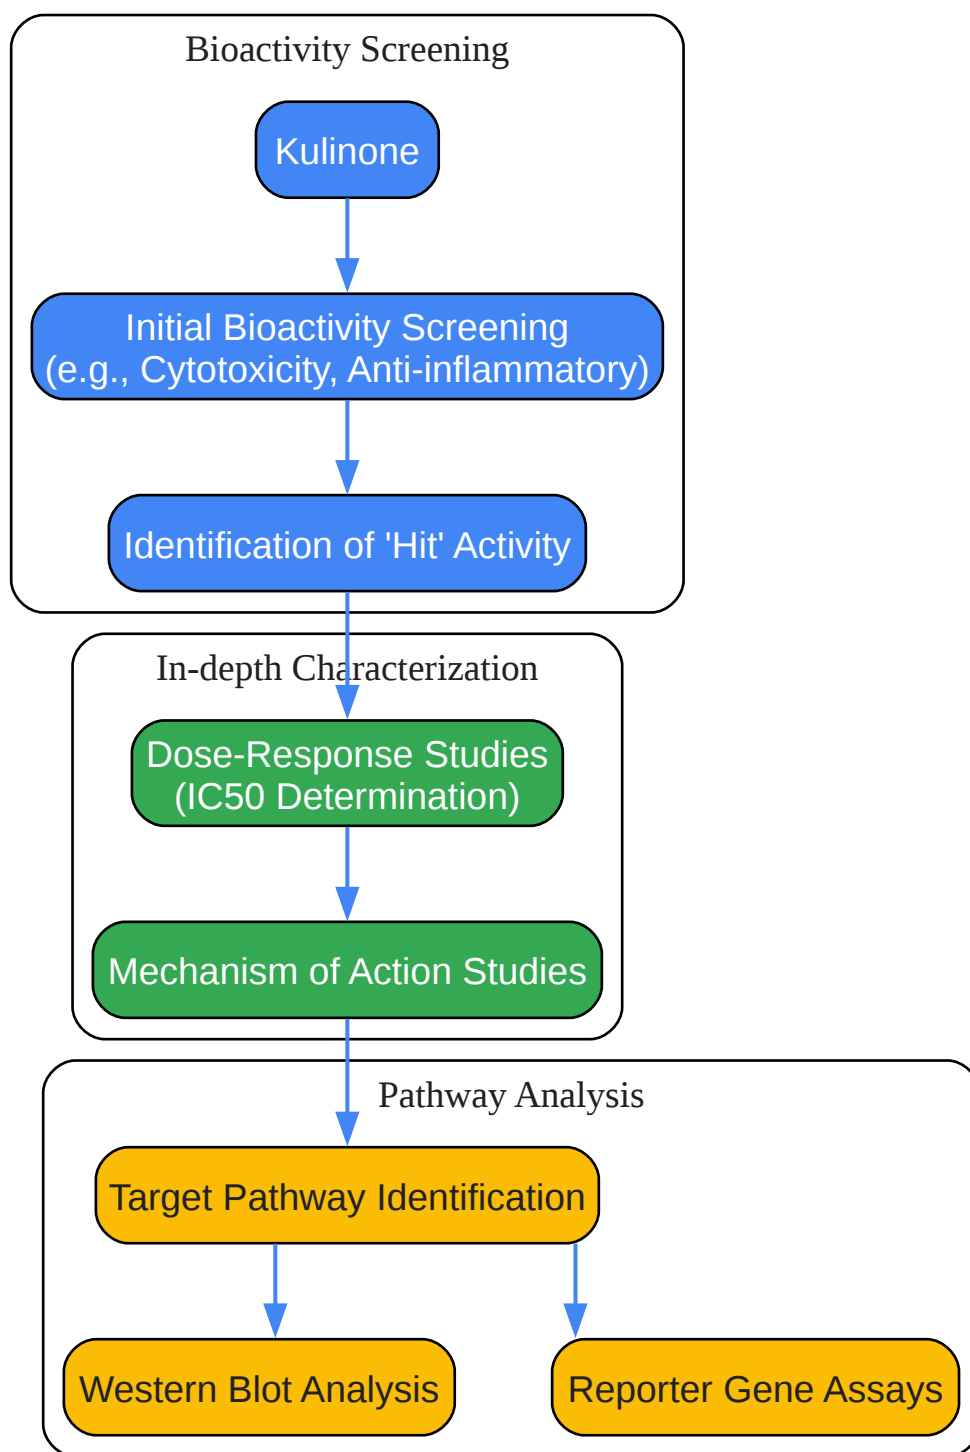 Bioactivity Screening
Kulinone
Initial Bioactivity Screening
(e.g., Cytotoxicity, Anti-inflammatory)
Identification of 'Hit' Activity
In-depth Characterization
Dose-Response Studies
(IC50 Determination)
Mechanism of Action Studies
Pathway Analysis
Target Pathway Identification
Western Blot Analysis
Reporter Gene Assays